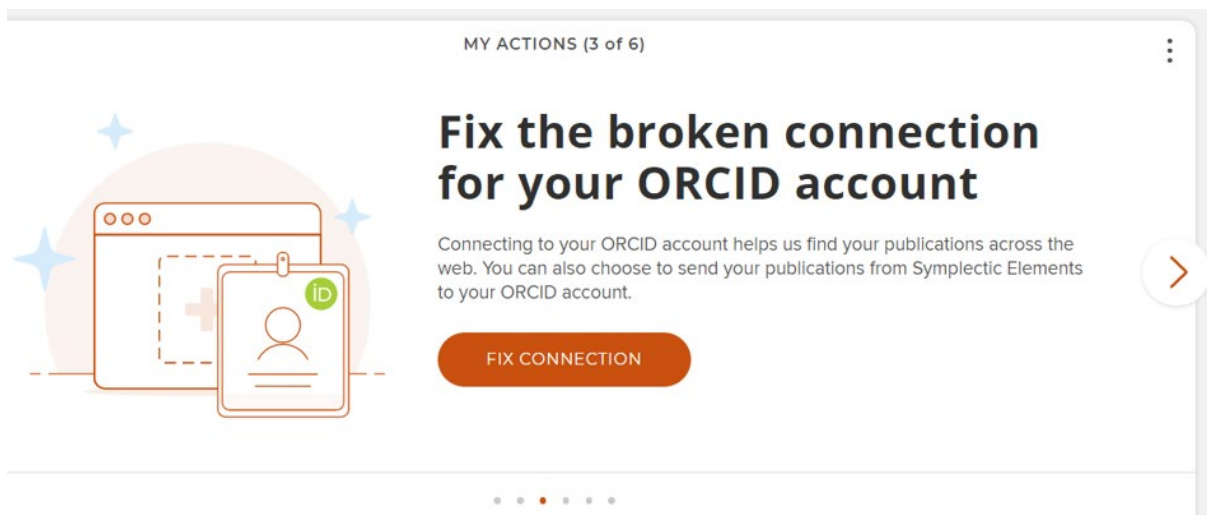 MY ACTIONS (3 of 6)
Fix the broken connection
for your ORCID account
iD
Connecting to your ORCID account helps us find your publications across the
web. You can also choose to send your publications from Symplectic Elements
to your ORCID account.
FIX CONNECTION